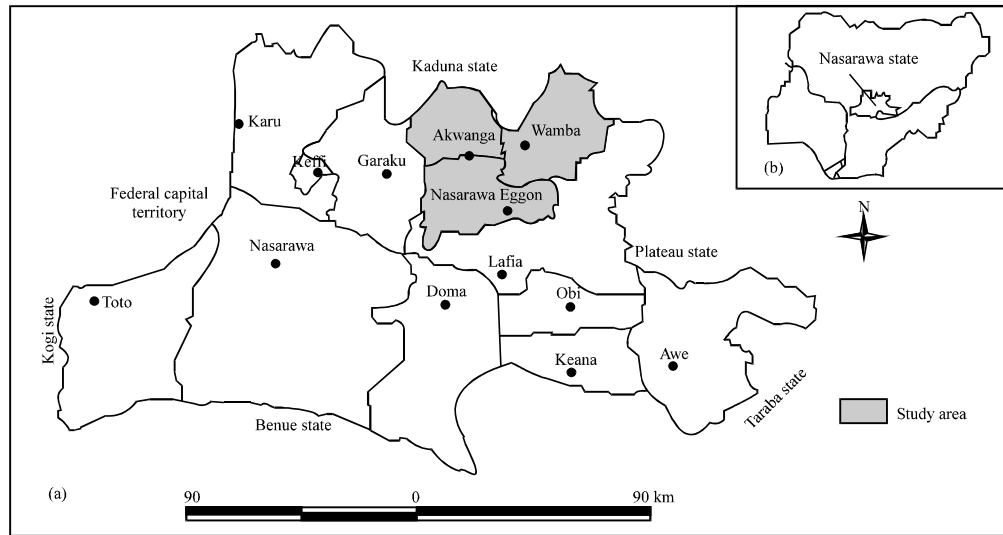 Nasarawa state
(b)
Kaduna state
Karu
Akwanga
Wamba
Keffi
Garaku
Federal capital
territory
Nasarawa Eggon
N
Nasarawa
Plateau state
Lafia
Toto
Doma
Obi
Kogi state
Keana
Awe
Taraba state
Benue state
Study area
(a)
90
0
90 km